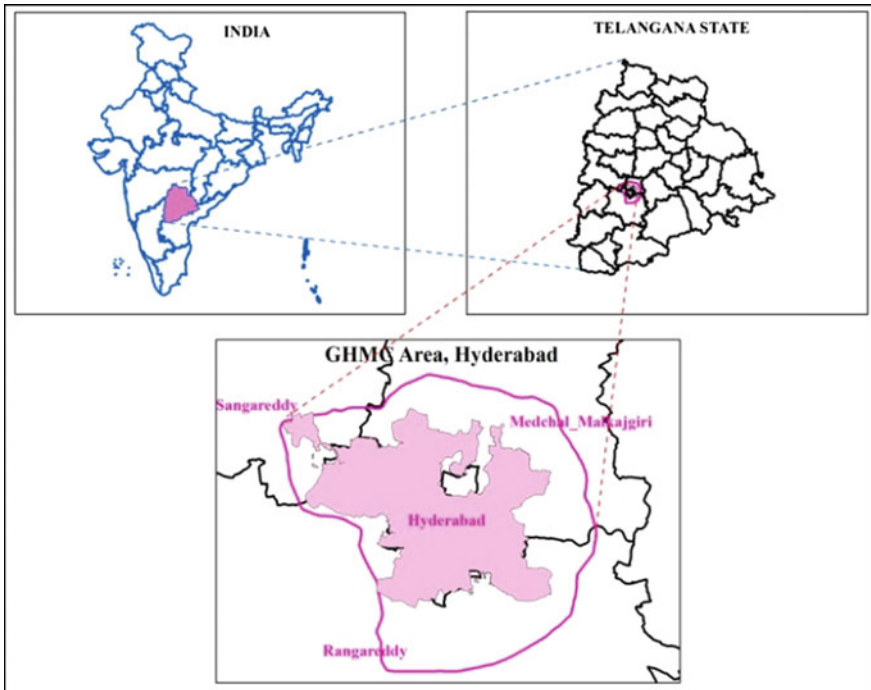 INDIA
TELANGANA STATE
GHMC Area, Hyderabad
Sangareddy
Medchal_Malkajgiri
Hyderabad
Rangareddy